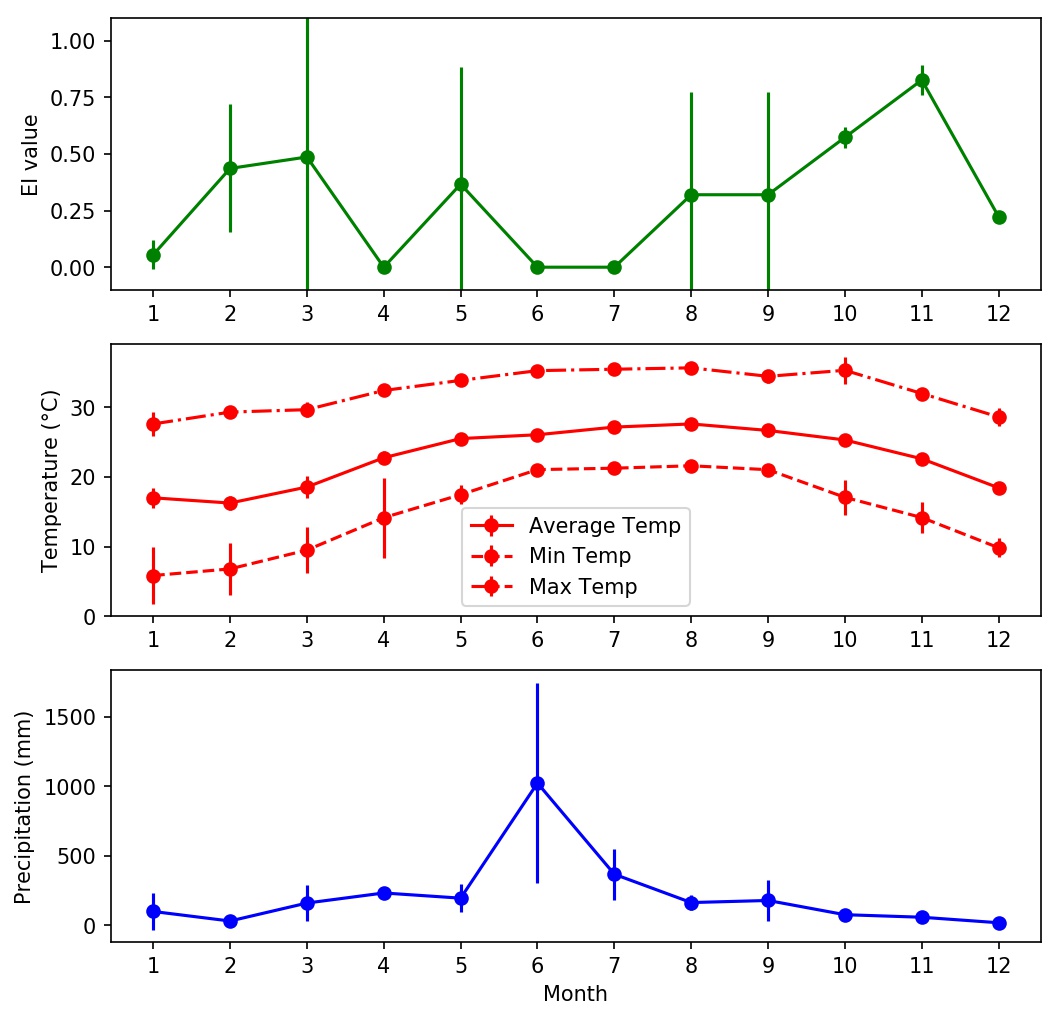 1.00
0.75
0.50
0.25
0.00
EI value
1 2 3 4 5 6 7 8 9 10 11 12
30
20
10
0
Temperature (°C)
Average Temp
Min Temp
Max Temp
1 2 3 4 5 6 7 8 9 10 11 12
1500
1000
500
0
Precipitation (mm)
1 2 3 4 5 6 7 8 9 10 11 12
Month